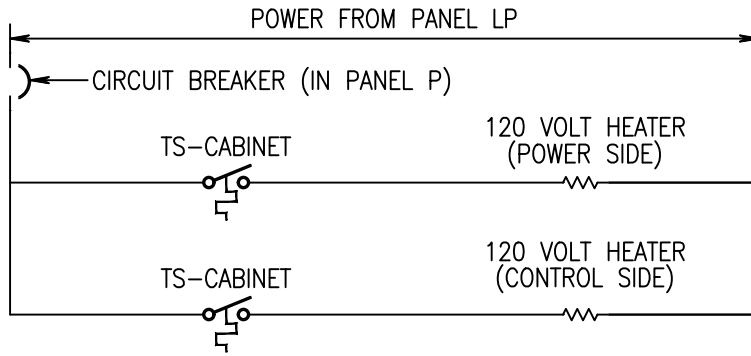 POWER FROM PANEL LP
CIRCUIT BREAKER (IN PANEL P)
TS-CABINET
120 VOLT HEATER
(POWER SIDE)
TS-CABINET
120 VOLT HEATER
(CONTROL SIDE)